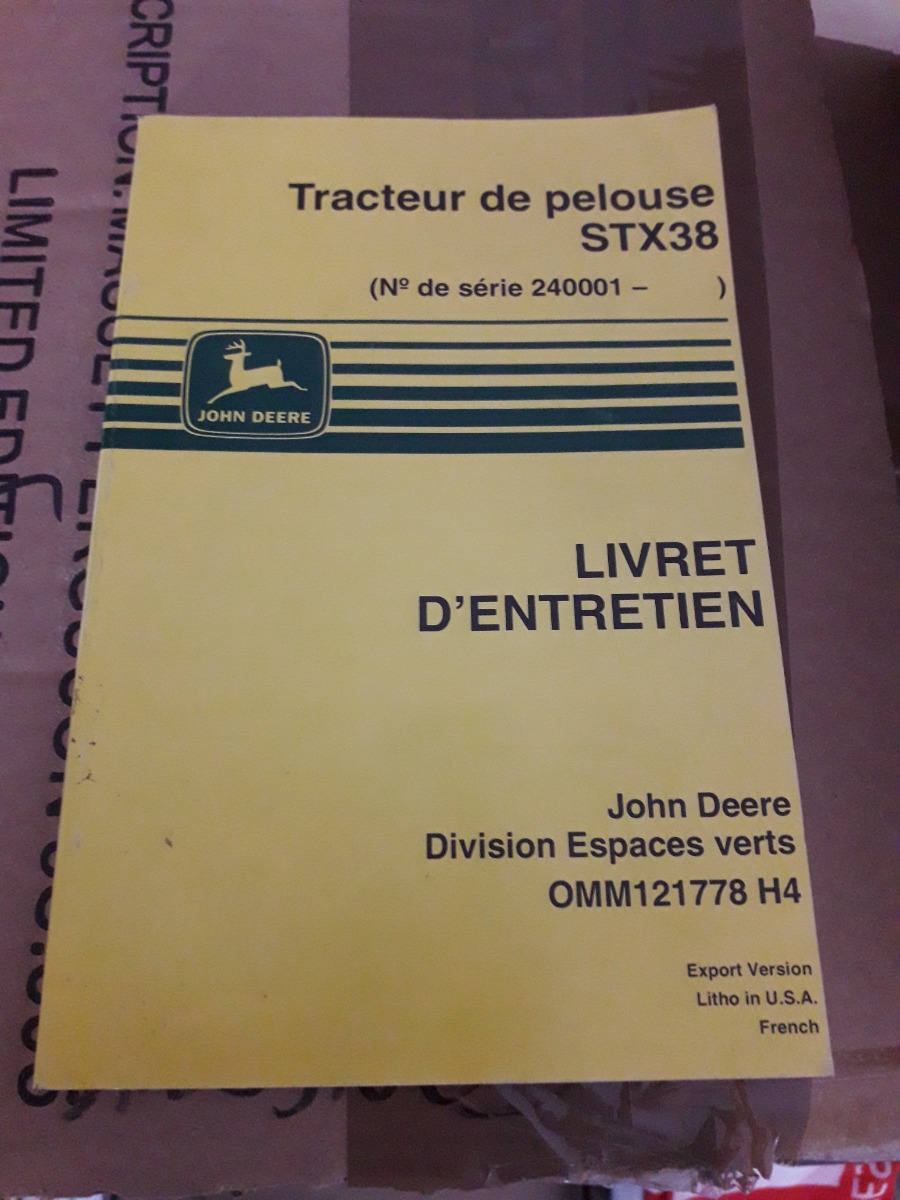 Tracteur de pelouse
STX38
(Nº de série 240001 – )
JOHN DEERE
LIVRET
D'ENTRETIEN
John Deere
Division Espaces verts
OMM121778 H4
Export Version
Litho in U.S.A.
French
LIMITED EDITION